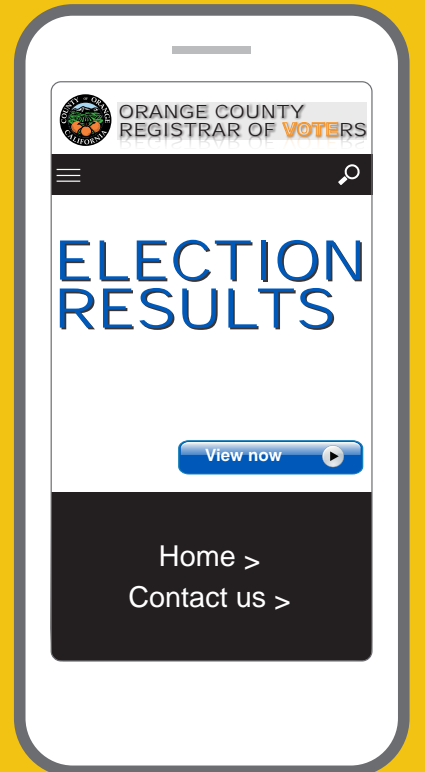 COUNTY OF ORANGE
CALIFORNIA
ORANGE COUNTY
REGISTRAR OF VOTERS
ELECTION
RESULTS
View now
Home >
Contact us >